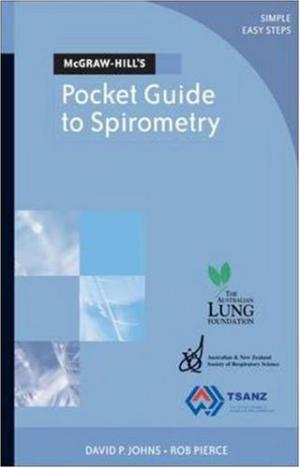 SIMPLE
EASY STEPS
McGRAW-HILL'S
Pocket Guide
to Spirometry
THE
AUSTRALIAN
LUNG
FOUNDATION
Australian & New Zealand
Society of Respiratory Science
TSANZ
DAVID P. JOHNS • ROB PIERCE